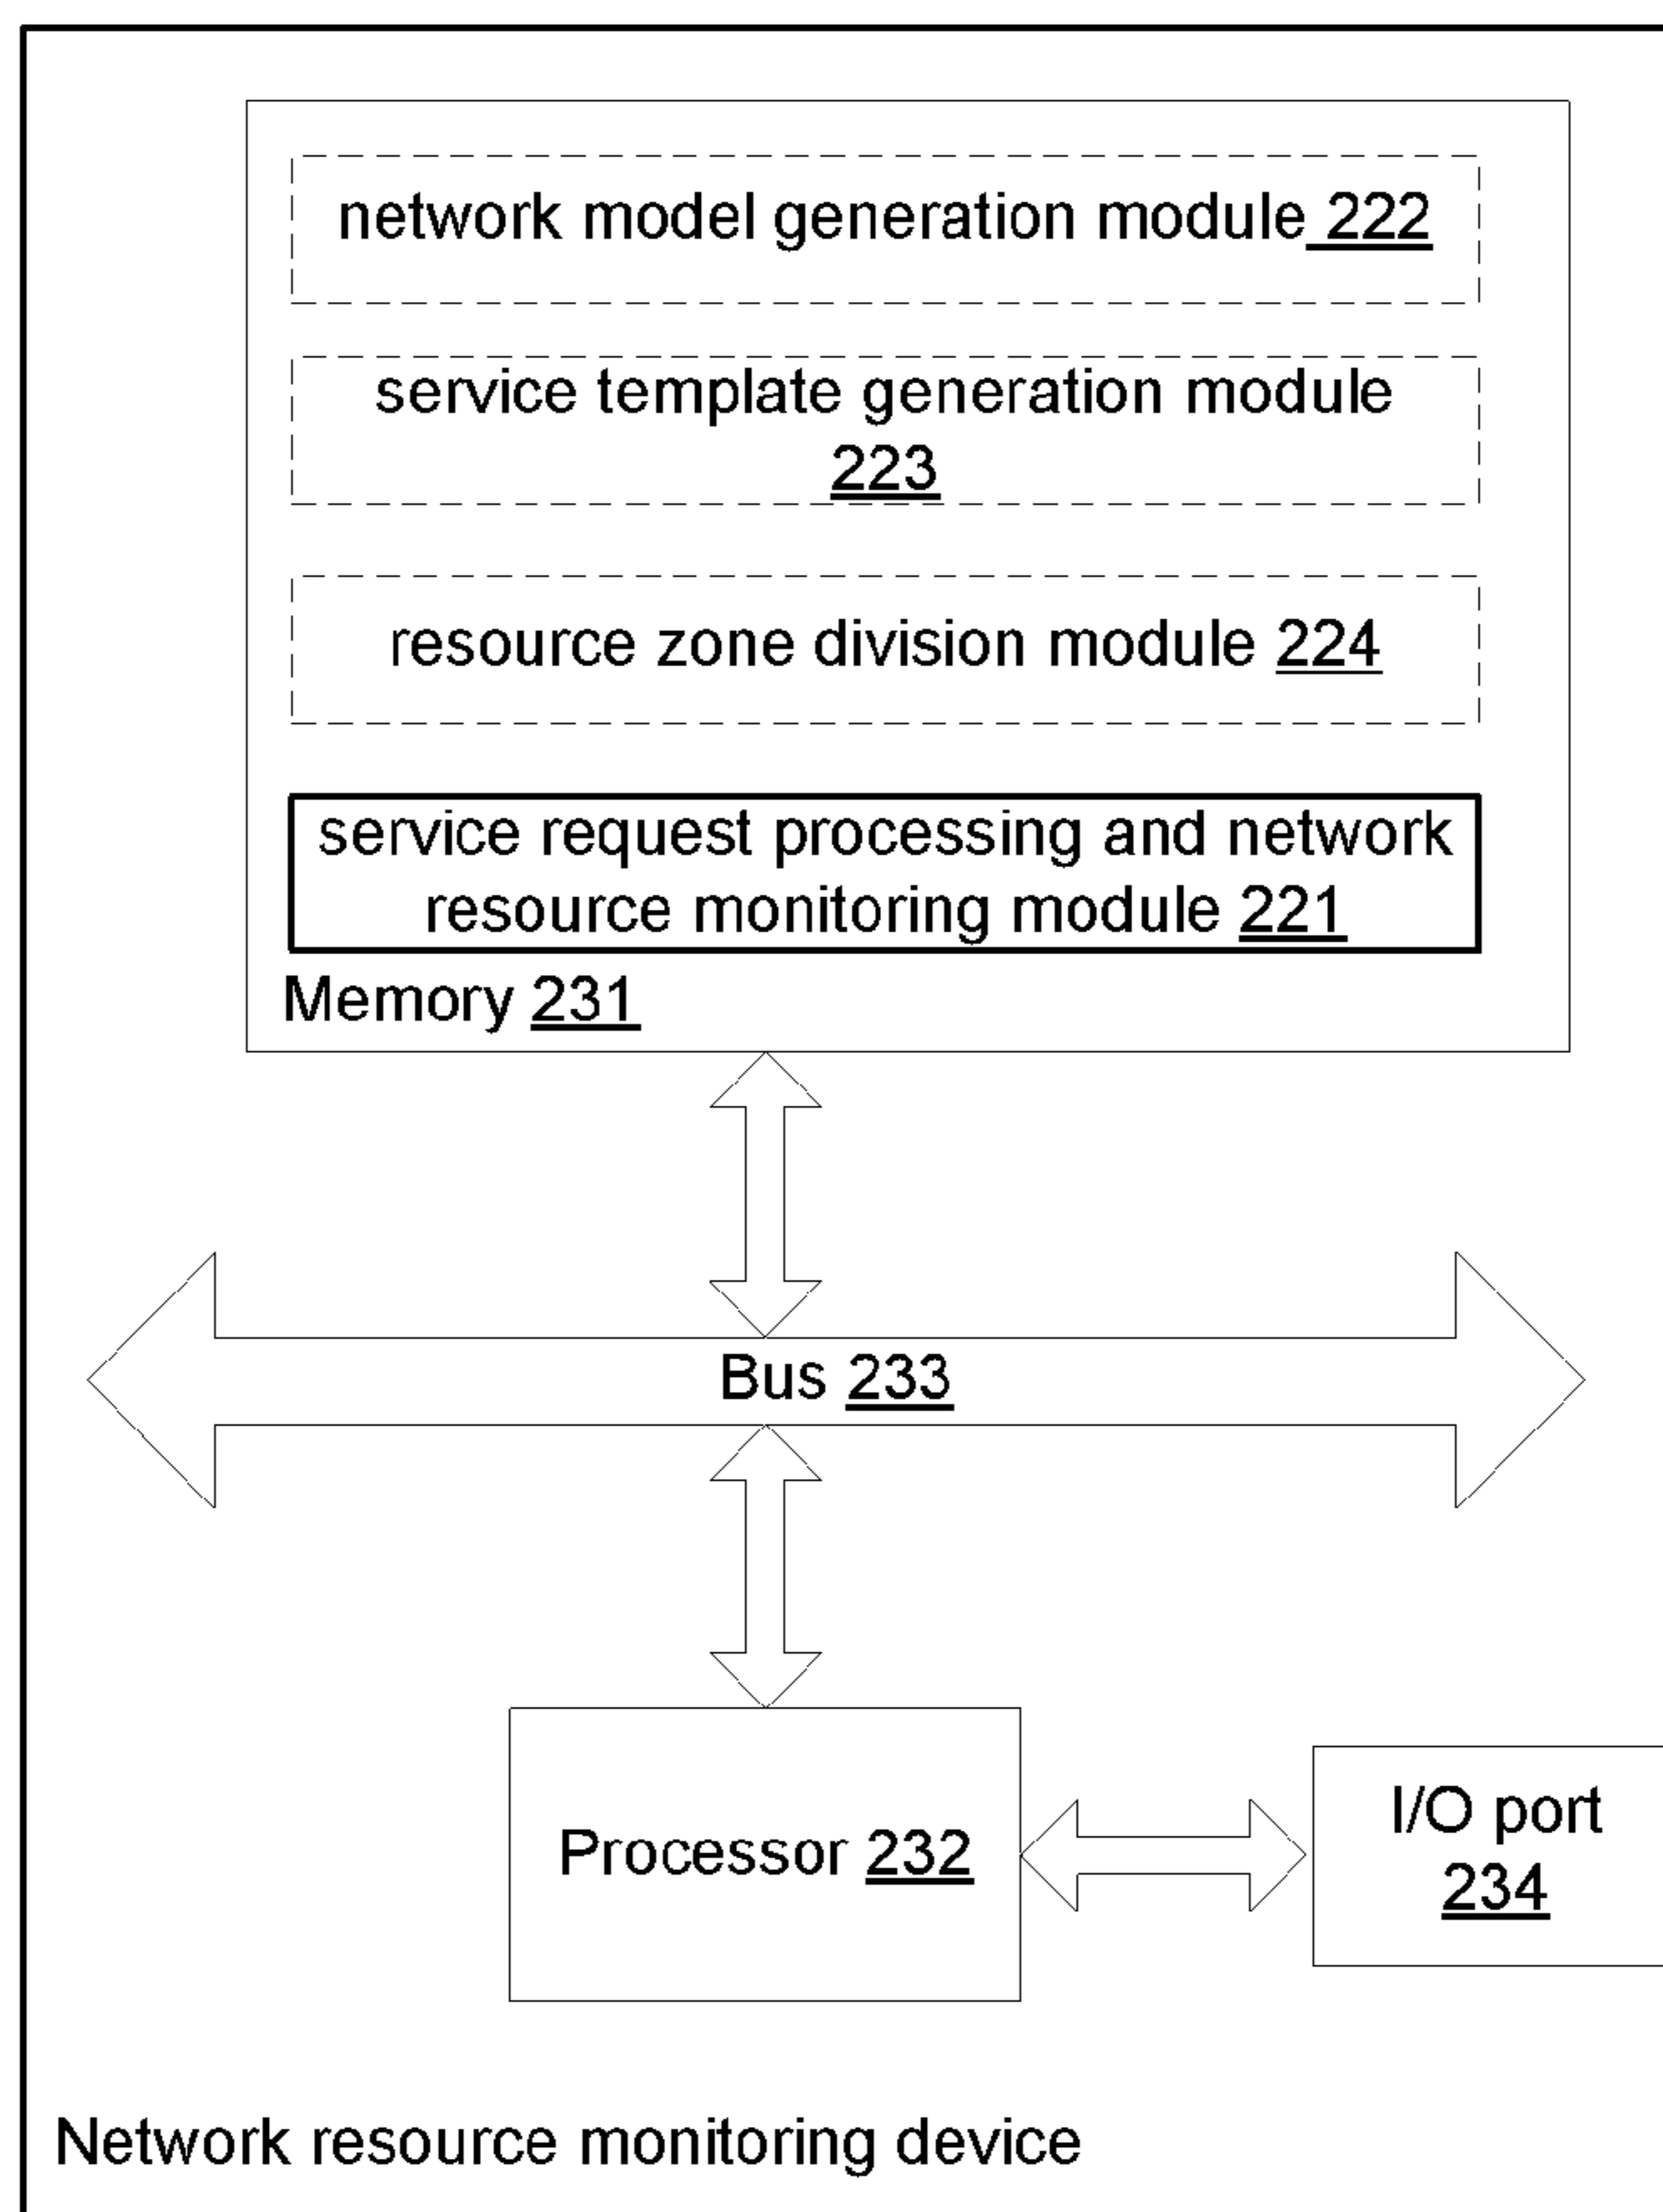 network model generation module 222
service template generation module
223
resource zone division module 224
service request processing and network
resource monitoring module 221
Memory 231
Bus 233
Processor 232
I/O port
234
Network resource monitoring device